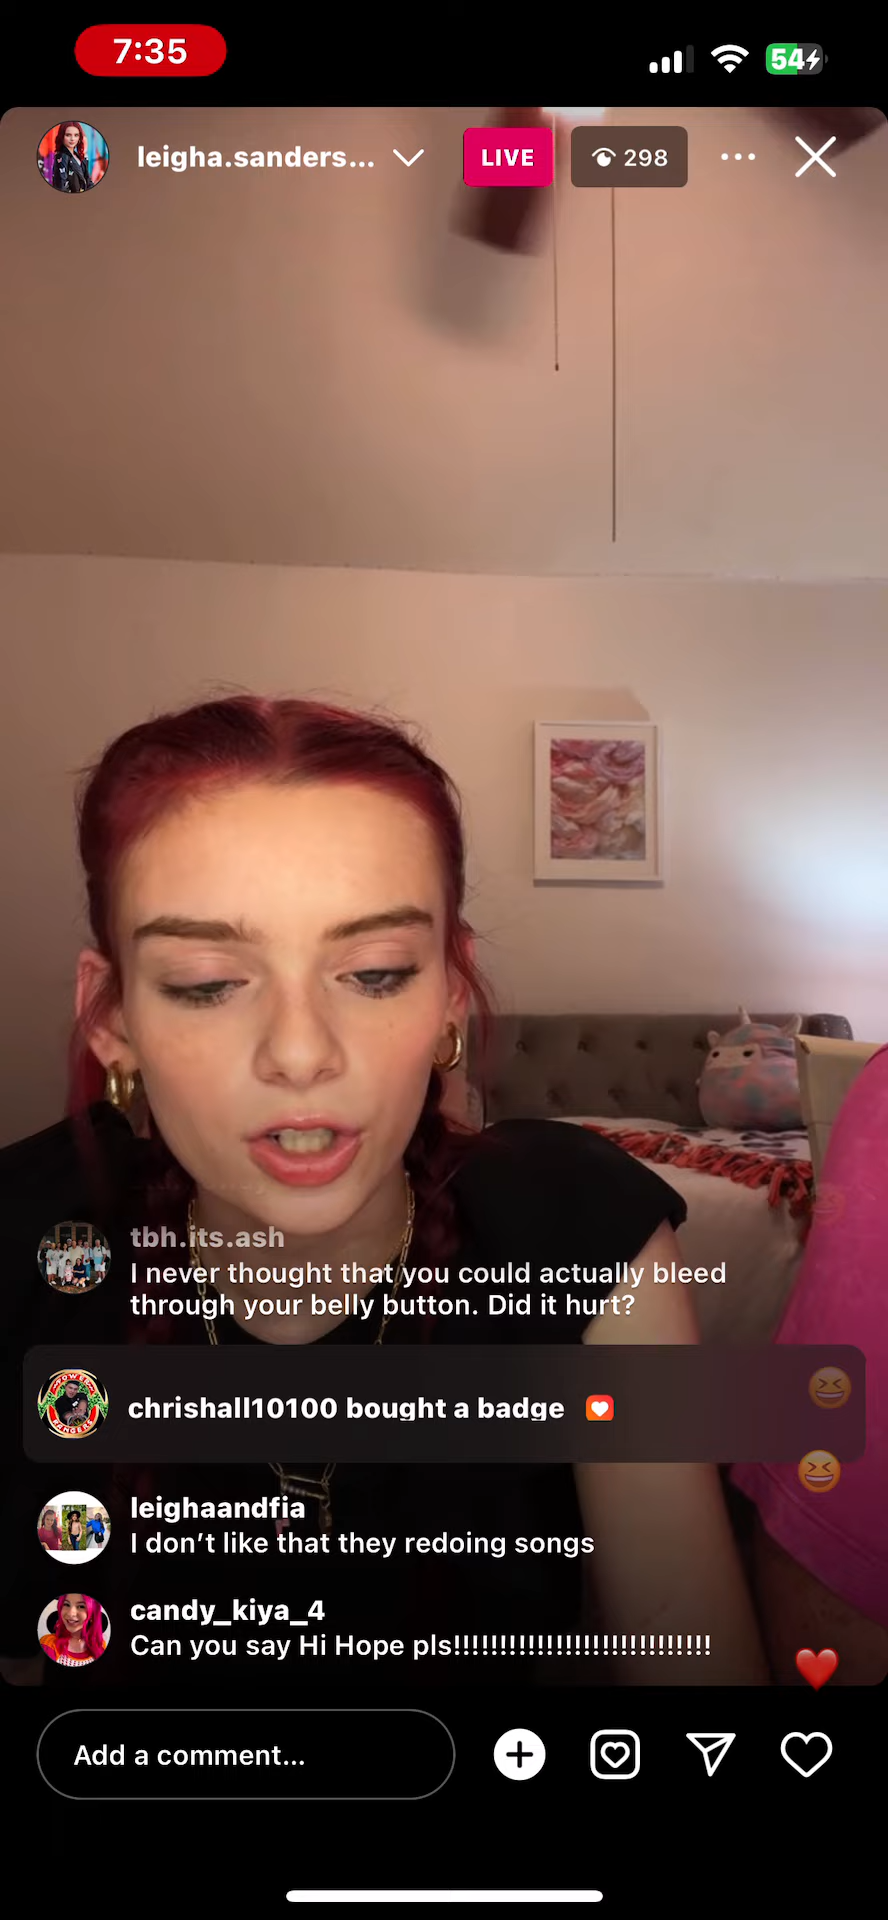 7:35
54
leigha.sanders...
LIVE
298
tbh.its.ash
I never thought that you could actually bleed
through your belly button. Did it hurt?
POWER
RANGERS
chrishall10100 bought a badge
leighaandfia
I don’t like that they redoing songs
candy_kiya_4
Can you say Hi Hope pls!!!!!!!!!!!!!!!!!!!!!!!!!!!!
Add a comment...